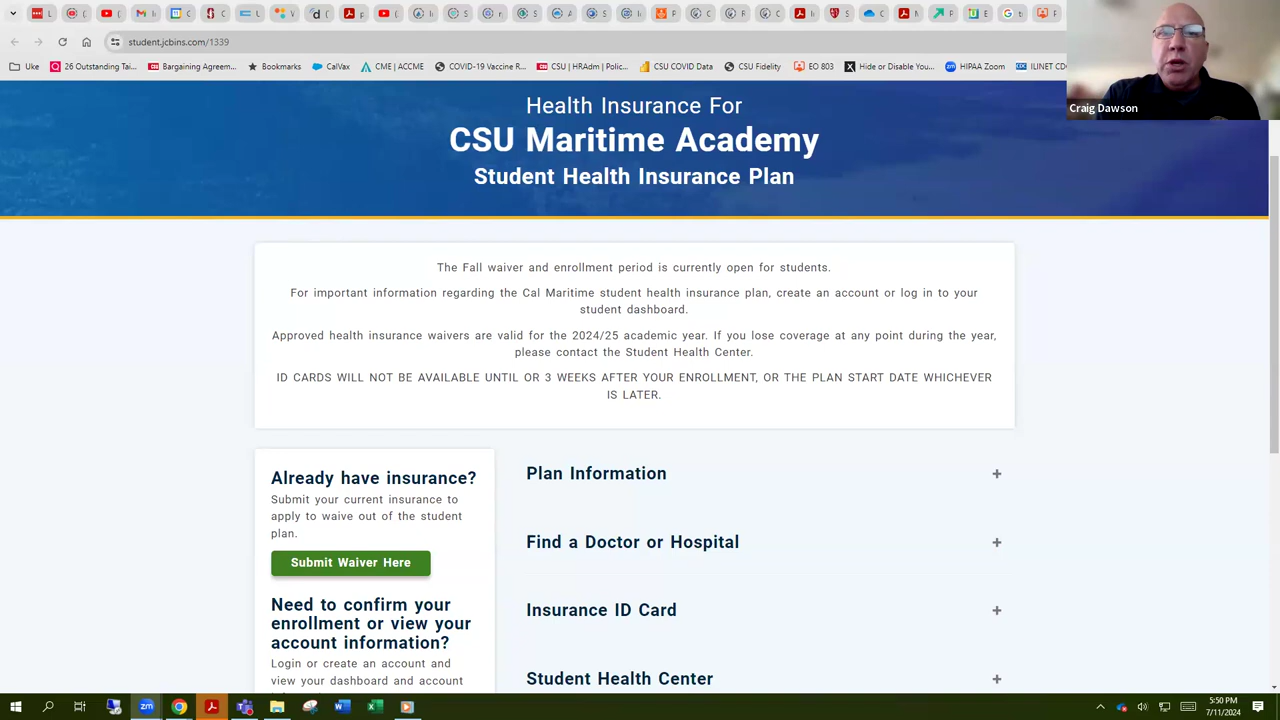 student.jcbins.com/1339
Uke
26 Outstanding Tai...
Bargaining Agreem...
Bookmarks
CalVax
CME | ACCME
COVID-19 Vaccine R...
CSU | HRAdm | Polic...
CSU COVID Data
CSU Fidelity
EO 803
Hide or Disable You...
HIPAA Zoom
ILINET CD
Craig Dawson
Health Insurance For
CSU Maritime Academy
Student Health Insurance Plan
The Fall waiver and enrollment period is currently open for students.
For important information regarding the Cal Maritime student health insurance plan, create an account or log in to your
student dashboard.
Approved health insurance waivers are valid for the 2024/25 academic year. If you lose coverage at any point during the year,
please contact the Student Health Center.
ID CARDS WILL NOT BE AVAILABLE UNTIL OR 3 WEEKS AFTER YOUR ENROLLMENT, OR THE PLAN START DATE WHICHEVER
IS LATER.
Already have insurance?
Submit your current insurance to
apply to waive out of the student
plan.
Submit Waiver Here
Need to confirm your
enrollment or view your
account information?
Login or create an account and
view your dashboard and account
Plan Information
Find a Doctor or Hospital
Insurance ID Card
Student Health Center
5:50 PM
7/11/2024